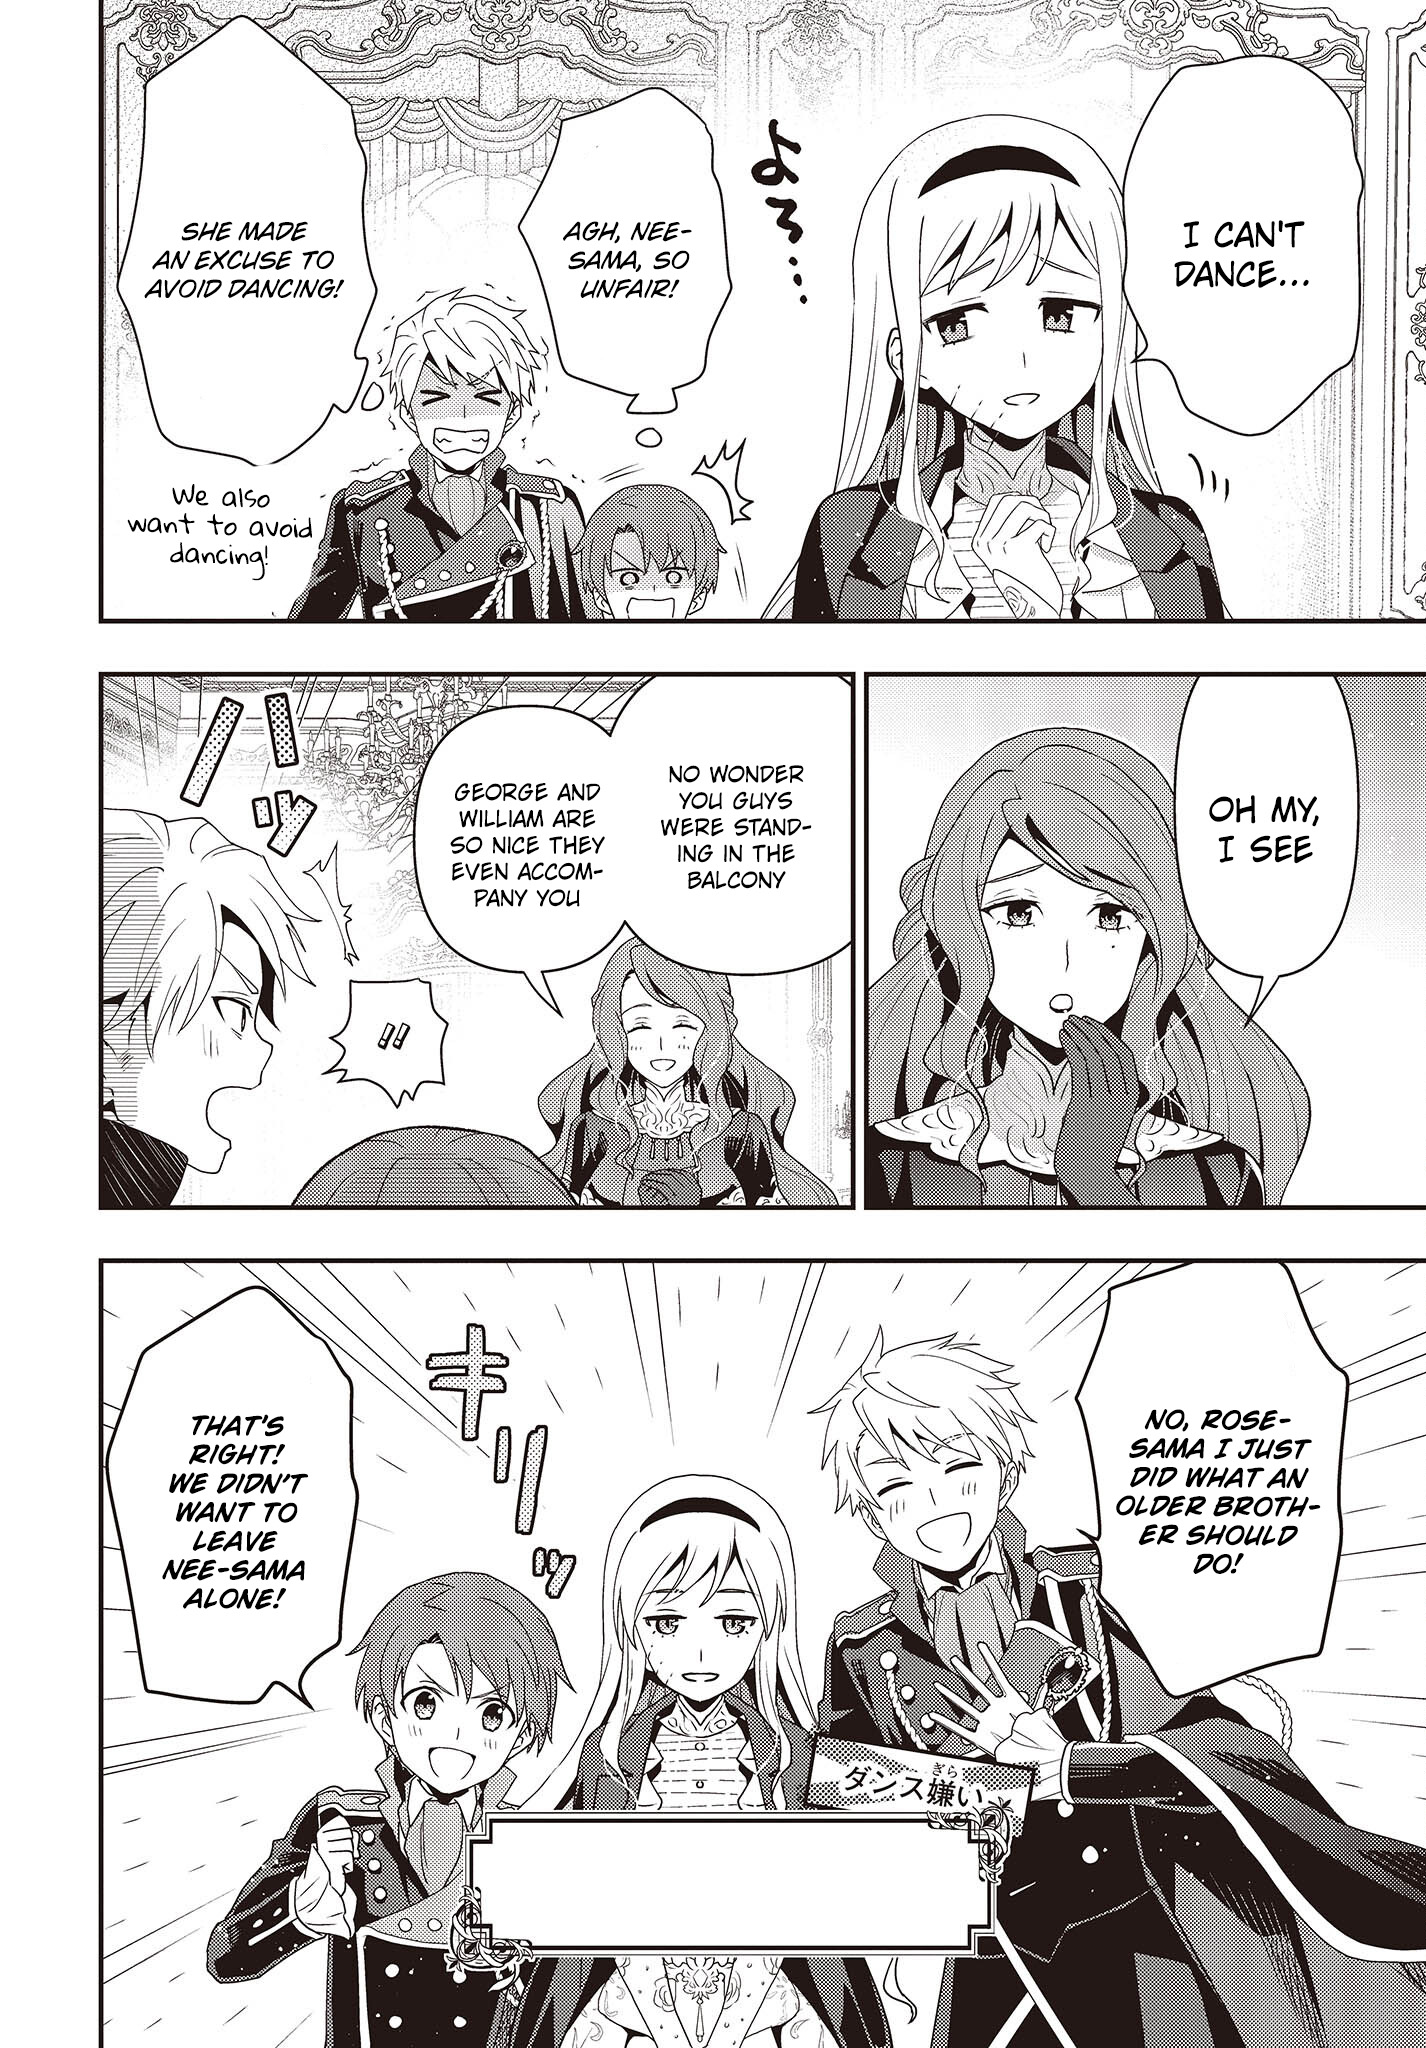 I CAN'T
DANCE...
よろ...
AGH, NEE-
SAMA, SO
UNFAIR!
SHE MADE
AN EXCUSE TO
AVOID DANCING!
We also
want to avoid
dancing!
OH MY,
I SEE
NO WONDER
YOU GUYS
WERE STAND-
ING IN THE
BALCONY
GEORGE AND
WILLIAM ARE
SO NICE THEY
EVEN ACCOM-
PANY YOU
!!
パッ
NO, ROSE-
SAMA I JUST
DID WHAT AN
OLDER BROTH-
ER SHOULD
DO!
キリッ
THAT'S
RIGHT!
WE DIDN'T
WANT TO
LEAVE
NEE-SAMA
ALONE!
ぎら
ダンス嫌い